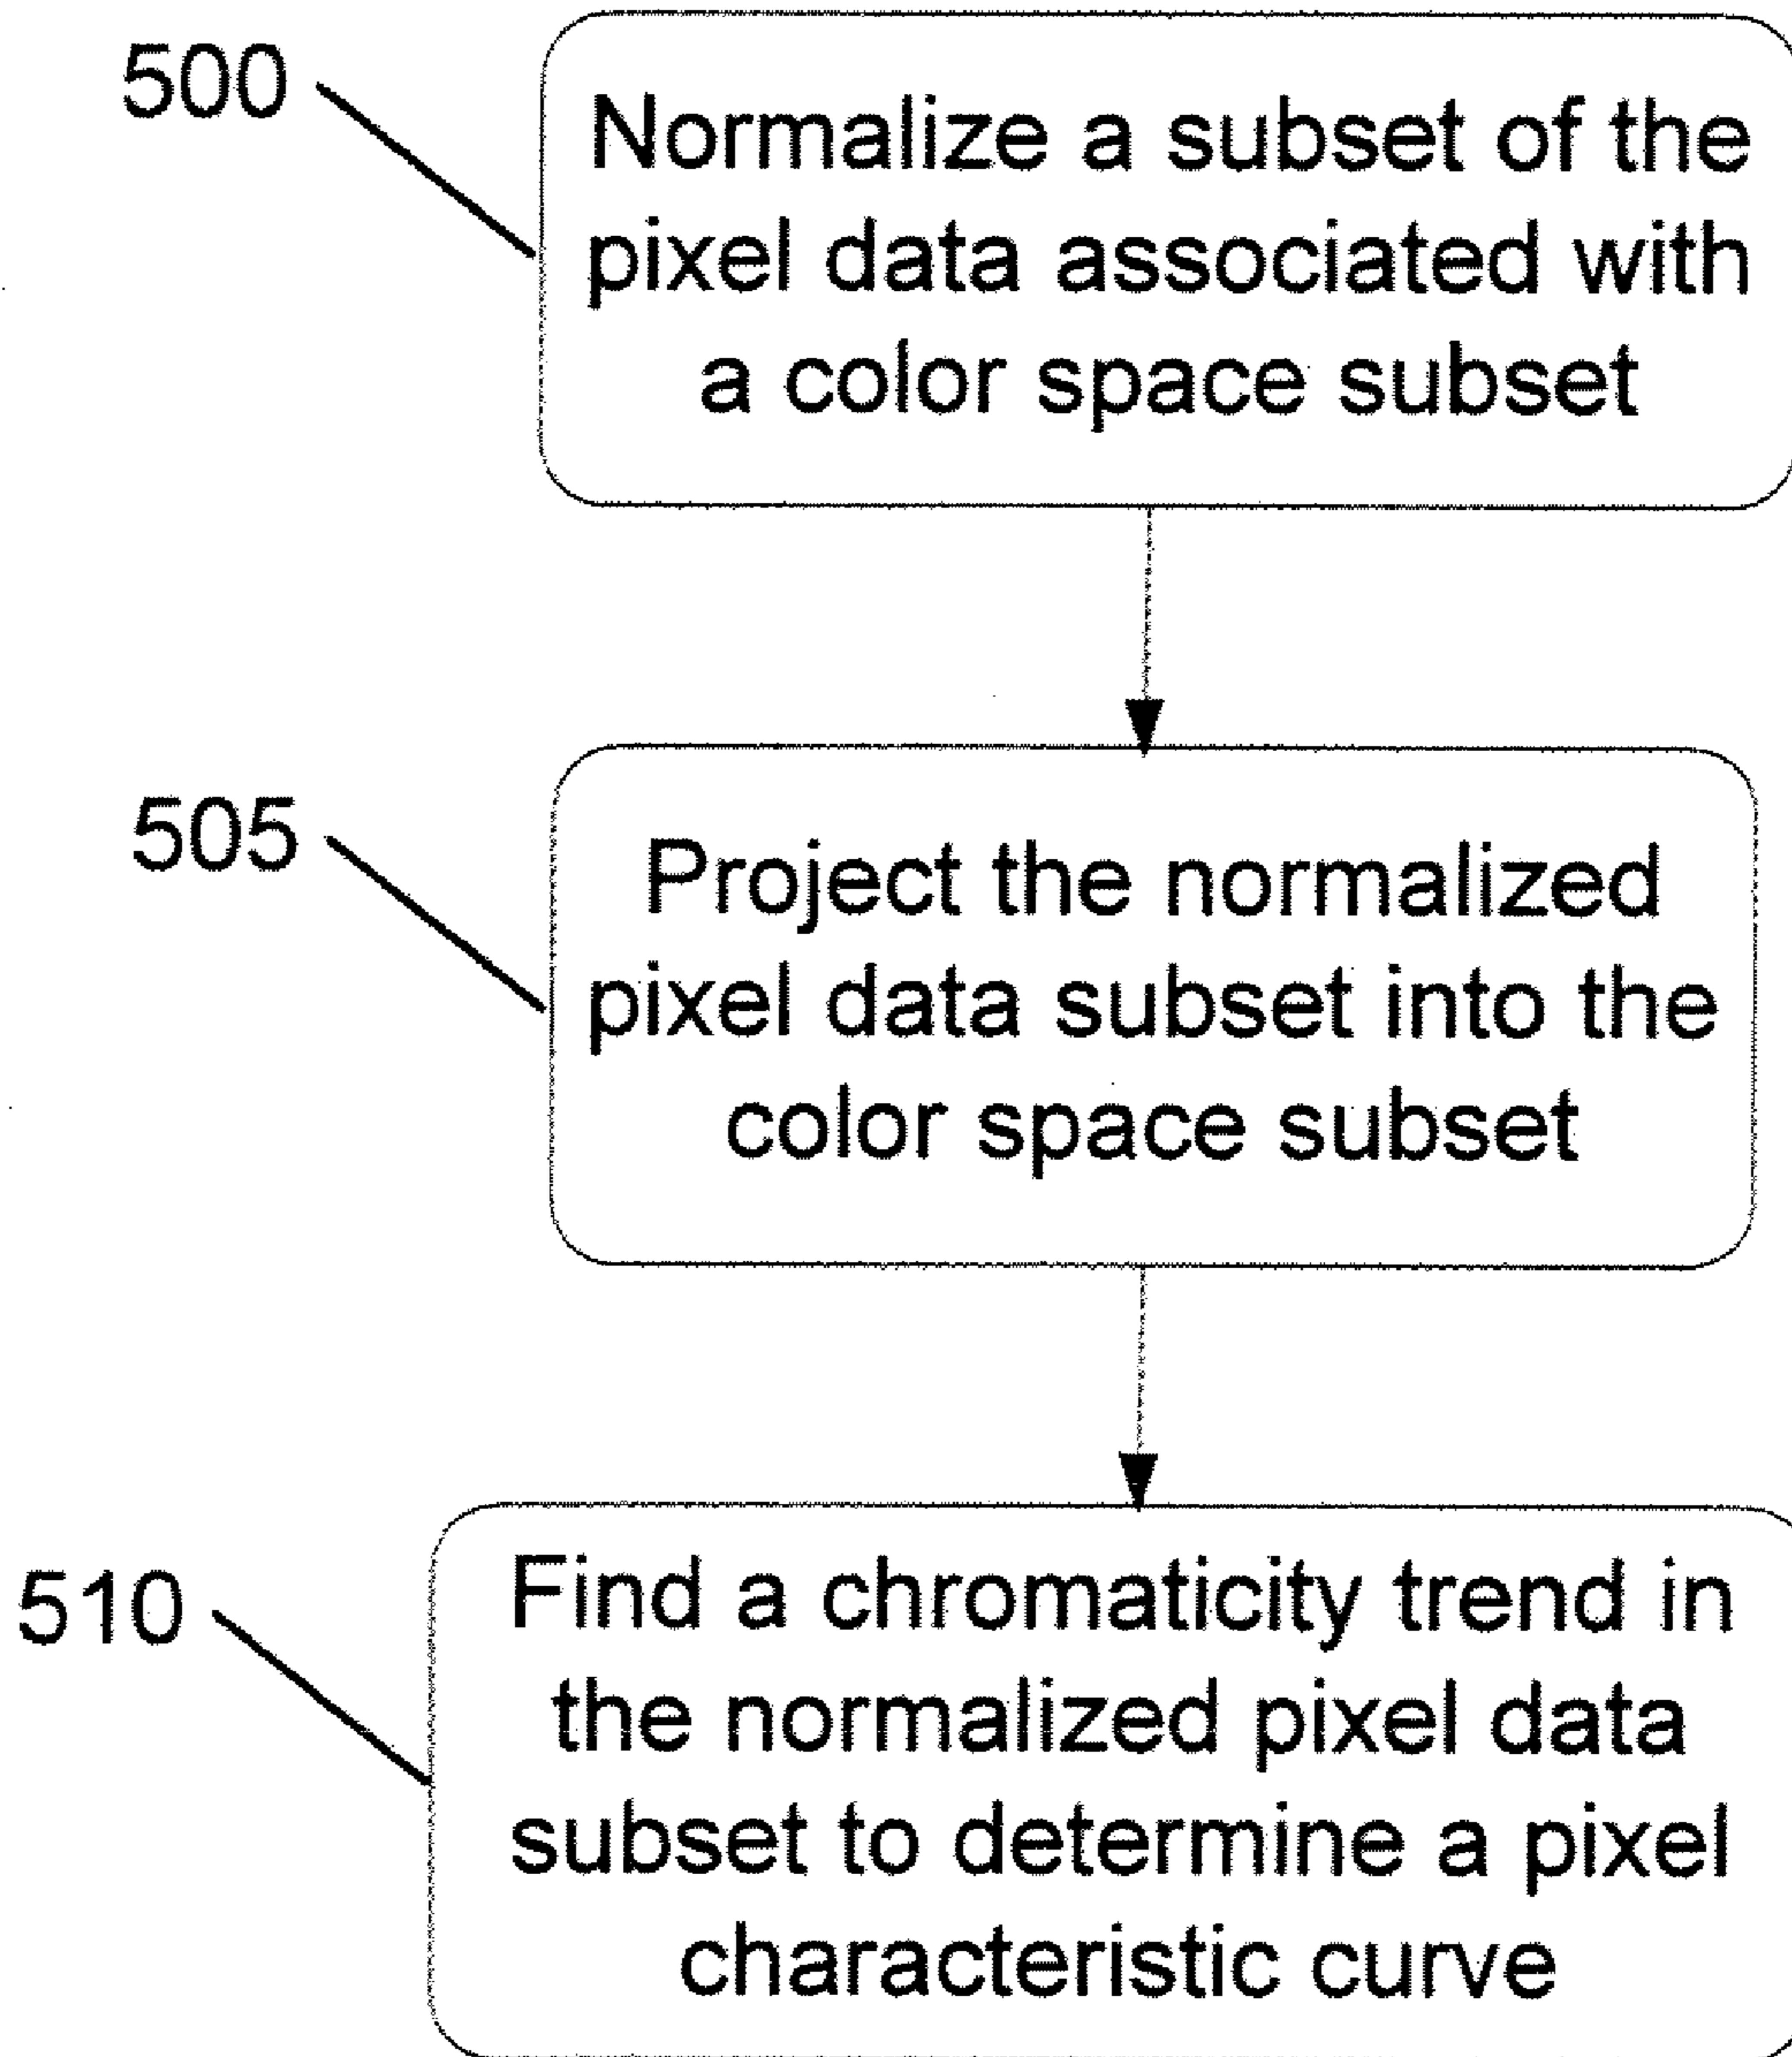 500
Normalize a subset of the
pixel data associated with
a color space subset
505
Project the normalized
pixel data subset into the
color space subset
510
Find a chromaticity trend in
the normalized pixel data
subset to determine a pixel
characteristic curve